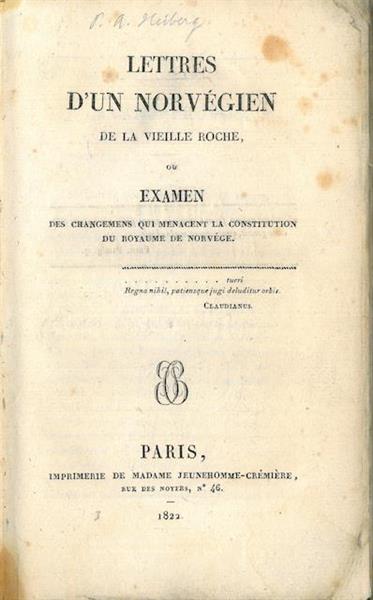 P. A. Heiberg
LETTRES
D'UN NORVÉGIEN
DE LA VIEILLE ROCHE,
OU
EXAMEN
DES CHANGEMENS QUI MENACENT LA CONSTITUTION
DU ROYAUME DE NORVÉGE.
. . . . . . . . . . tueri
Regna nihil, patiensque jugi deluditur orbis.
CLAUDIANUS.
PARIS,
IMPRIMERIE DE MADAME JEUNEHOMME-CRÉMIÈRE,
RUE DES NOYERS, N° 46.
1822